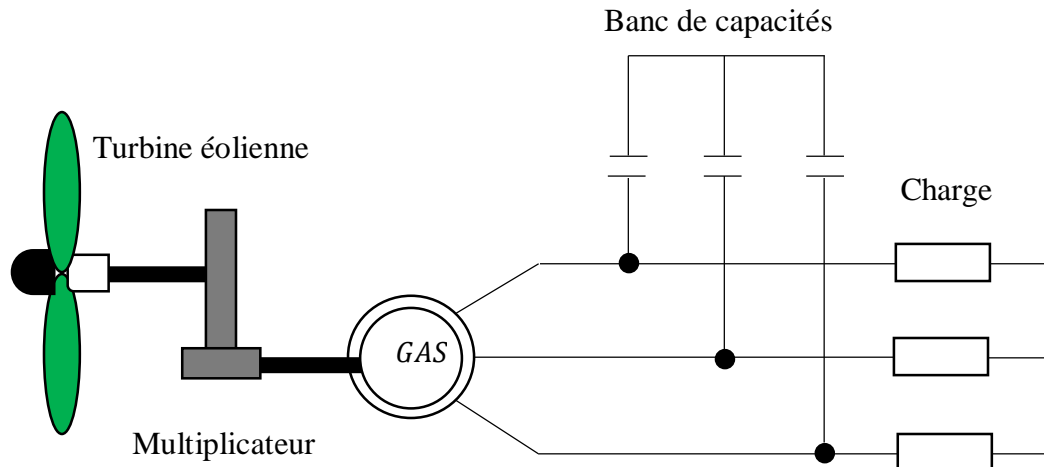 Banc de capacités
Turbine éolienne
Charge
GAS
Multiplicateur